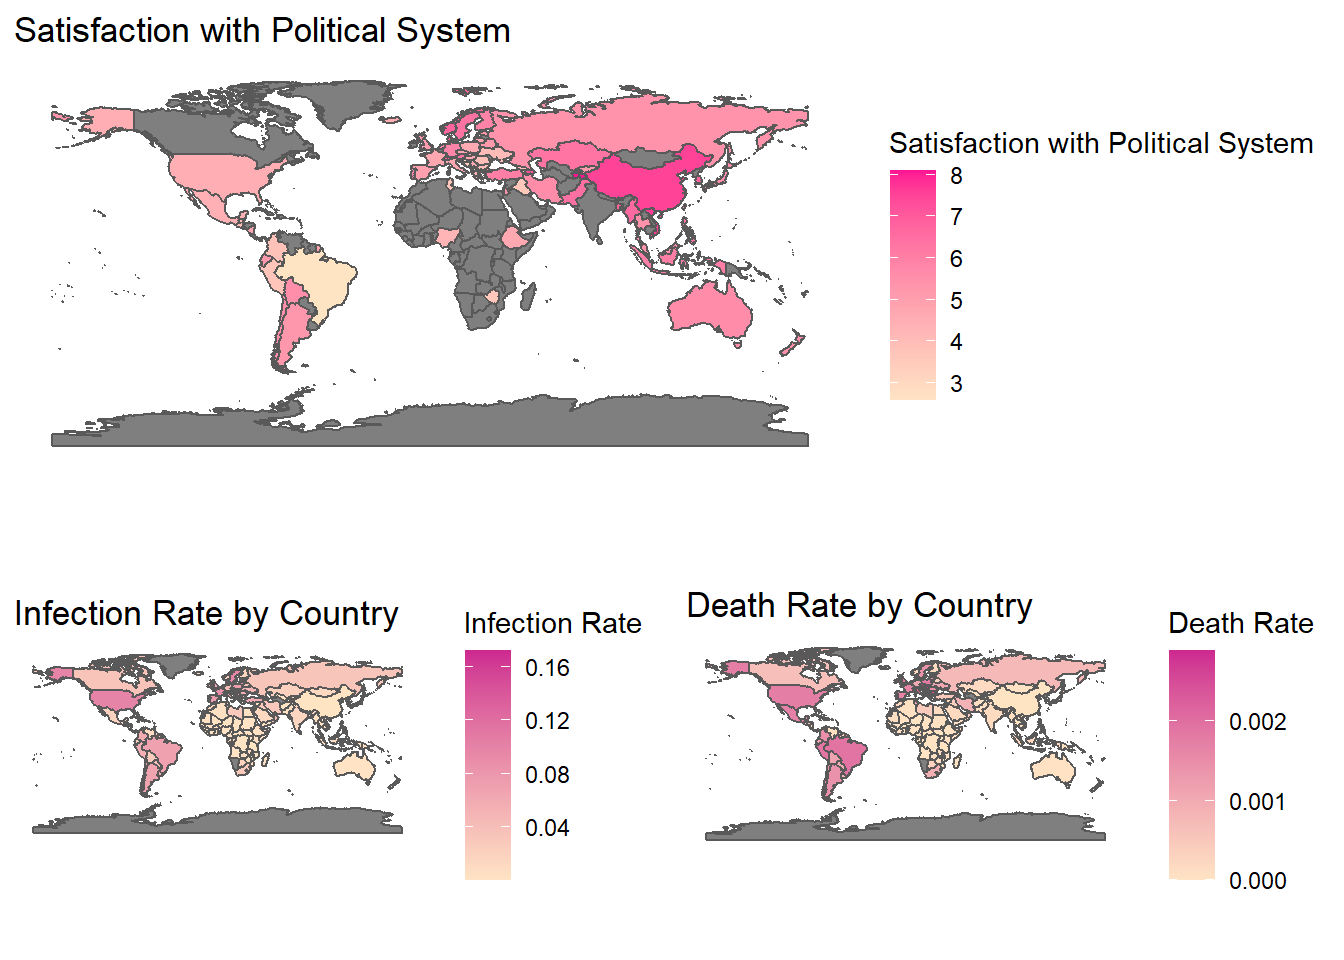 Satisfaction with Political System
Satisfaction with Political System
8
7
6
5
4
3
Infection Rate by Country
Infection Rate
0.16
0.12
0.08
0.04
Death Rate by Country
Death Rate
0.002
0.001
0.000